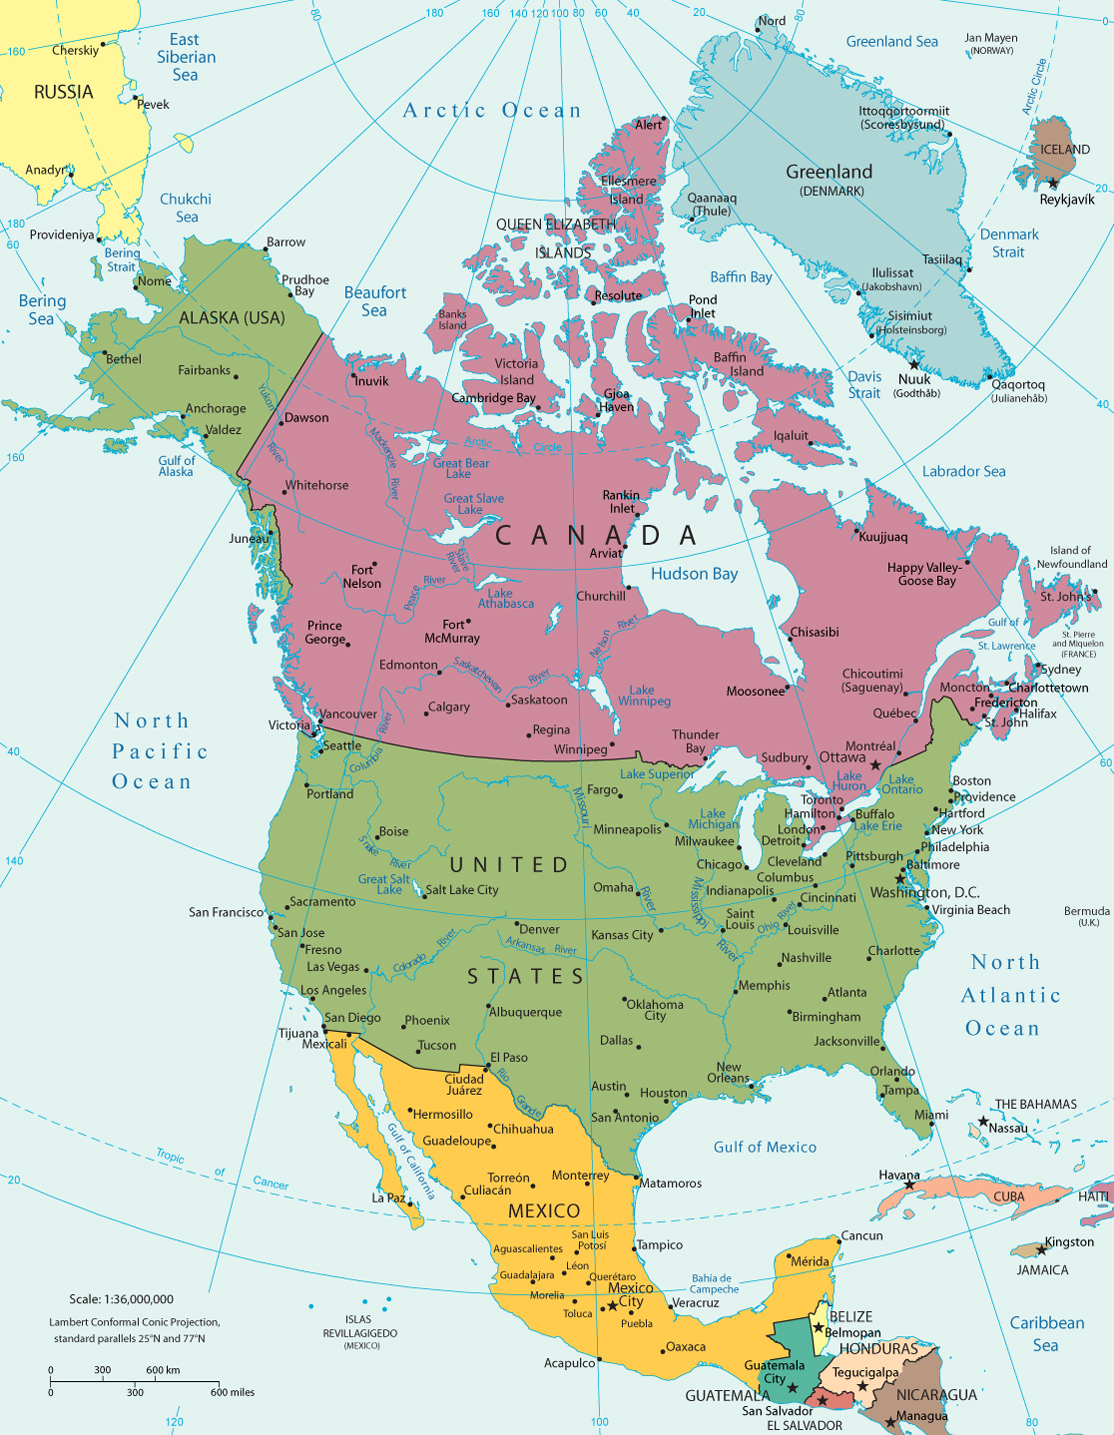 80
180
160
140
120
100
80
60
40
20
80
0
Nord
Greenland Sea
Jan Mayen
(NORWAY)
Arctic Circle
160
Cherskiy
East
Siberian
Sea
RUSSIA
Pevek
Arctic Ocean
Alert
Ittoqqortoormiit
(Scoresbysund)
ICELAND
Anadyr
Greenland
(DENMARK)
Ellesmere
Island
20
Reykjavík
Chukchi
Sea
Qaanaaq
(Thule)
QUEEN ELIZABETH
ISLANDS
180
60
Provideniya
Bering
Strait
Barrow
Denmark
Strait
Tasiilaq
Nome
Prudhoe
Bay
Baffin Bay
Ilulissat
(Jakobshavn)
Bering
Sea
Beaufort
Sea
Resolute
Pond
Inlet
Banks
Island
Sisimiut
(Holsteinsborg)
ALASKA (USA)
Bethel
Fairbanks
Inuvik
Victoria
Island
Cambridge Bay
Gjoa
Haven
Baffin
Island
Davis
Strait
Nuuk
(Godthåb)
Qaqortoq
(Julianehåb)
40
Anchorage
Valdez
Yukon
River
Dawson
Mackenzie
River
Arctic
Circle
Iqaluit
160
Gulf of
Alaska
Great Bear
Lake
Labrador Sea
Whitehorse
Great Slave
Lake
Rankin
Inlet
CANADA
Juneau
Arviat
Kuujjuaq
Fort
Nelson
Slave
River
Peace
River
Lake
Athabasca
Hudson Bay
Happy Valley-
Goose Bay
Island of
Newfoundland
Churchill
St. John's
Prince
George
Fort
McMurray
Nelson
River
Chisasibi
Gulf of
St. Lawrence
St. Pierre
and Miquelon
(FRANCE)
Edmonton
Saskatchewan
River
Sydney
Lake
Winnipeg
Moosonee
Chicoutimi
(Saguenay)
Moncton
Charlottetown
Saskatoon
Calgary
Fredericton
Halifax
St. John
Québec
North
Pacific
Ocean
Vancouver
Victoria
Regina
Winnipeg
Thunder
Bay
Seattle
Columbia
River
Sudbury
Montréal
Ottawa
40
60
Lake Superior
Lake
Huron
Lake
Ontario
Portland
Fargo
Missouri
River
Boston
Providence
Toronto
Hamilton
Buffalo
Hartford
Lake
Michigan
London
Lake Erie
New York
Boise
Minneapolis
Milwaukee
Detroit
Philadelphia
Snake
River
Chicago
Cleveland
Pittsburgh
Baltimore
140
UNITED
Columbus
Great Salt
Lake
Salt Lake City
Omaha
Mississippi
River
Indianapolis
Cincinnati
Washington, D.C.
San Francisco
Sacramento
Virginia Beach
Bermuda
(U.K.)
San Jose
Denver
Kansas City
Saint
Louis
Ohio River
Louisville
Fresno
Colorado
River
Arkansas River
Las Vegas
Nashville
Charlotte
North
Atlantic
Ocean
STATES
Los Angeles
Memphis
Atlanta
Albuquerque
Oklahoma
City
San Diego
Phoenix
Birmingham
Tijuana
Mexicali
Tucson
Dallas
Jacksonville
El Paso
Ciudad
Juárez
Rio
Grande
Austin
Houston
New
Orleans
Orlando
Tampa
Hermosillo
San Antonio
Miami
THE BAHAMAS
Nassau
Chihuahua
Guadeloupe
Gulf of California
Gulf of Mexico
Tropic
of
Cancer
20
Torreón
Monterrey
Matamoros
Havana
La Paz
Culiacán
CUBA
HAITI
MEXICO
San Luis
Potosí
Tampico
Cancun
Kingston
Aguascalientes
Mérida
JAMAICA
Léon
Guadalajara
Querétaro
Mexico
City
Bahía de
Campeche
Morelia
Toluca
Veracruz
Puebla
Scale: 1:36,000,000
Lambert Conformal Conic Projection,
standard parallels 25°N and 77°N
ISLAS
REVILLAGIGEDO
(MEXICO)
BELIZE
Belmopan
Caribbean
Sea
Oaxaca
HONDURAS
Acapulco
Guatemala
City
Tegucigalpa
0
300
600 km
0
300
600 miles
GUATEMALA
NICARAGUA
San Salvador
EL SALVADOR
Managua
120
100
80